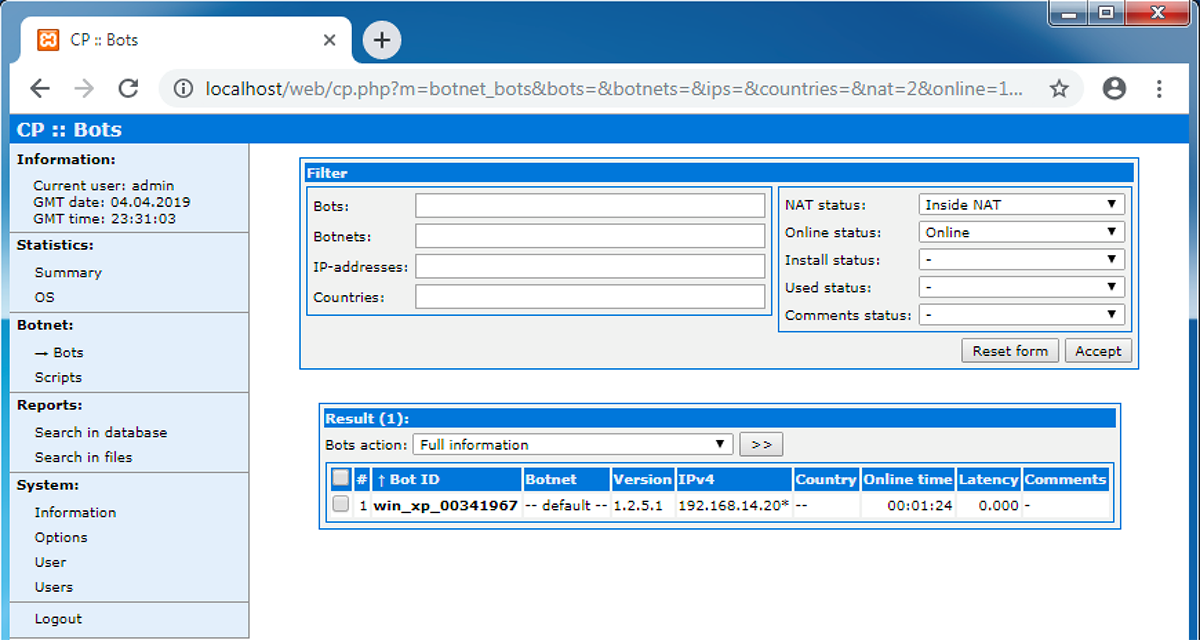 CP :: Bots
localhost/web/cp.php?m=botnet_bots&bots=&botnets=&ips=&countries=&nat=2&online=1...
CP :: Bots
Information:
Current user: admin
GMT date: 04.04.2019
GMT time: 23:31:03
Statistics:
Summary
OS
Botnet:
→ Bots
Scripts
Reports:
Search in database
Search in files
System:
Information
Options
User
Users
Logout
Filter
Bots:
Botnets:
IP-addresses:
Countries:
NAT status: Inside NAT
Online status: Online
Install status: -
Used status: -
Comments status: -
Reset form Accept
Result (1):
Bots action: Full information >>
# ↑ Bot ID Botnet Version IPv4 Country Online time Latency Comments
1 win_xp_00341967 -- default -- 1.2.5.1 192.168.14.20* -- 00:01:24 0.000 -